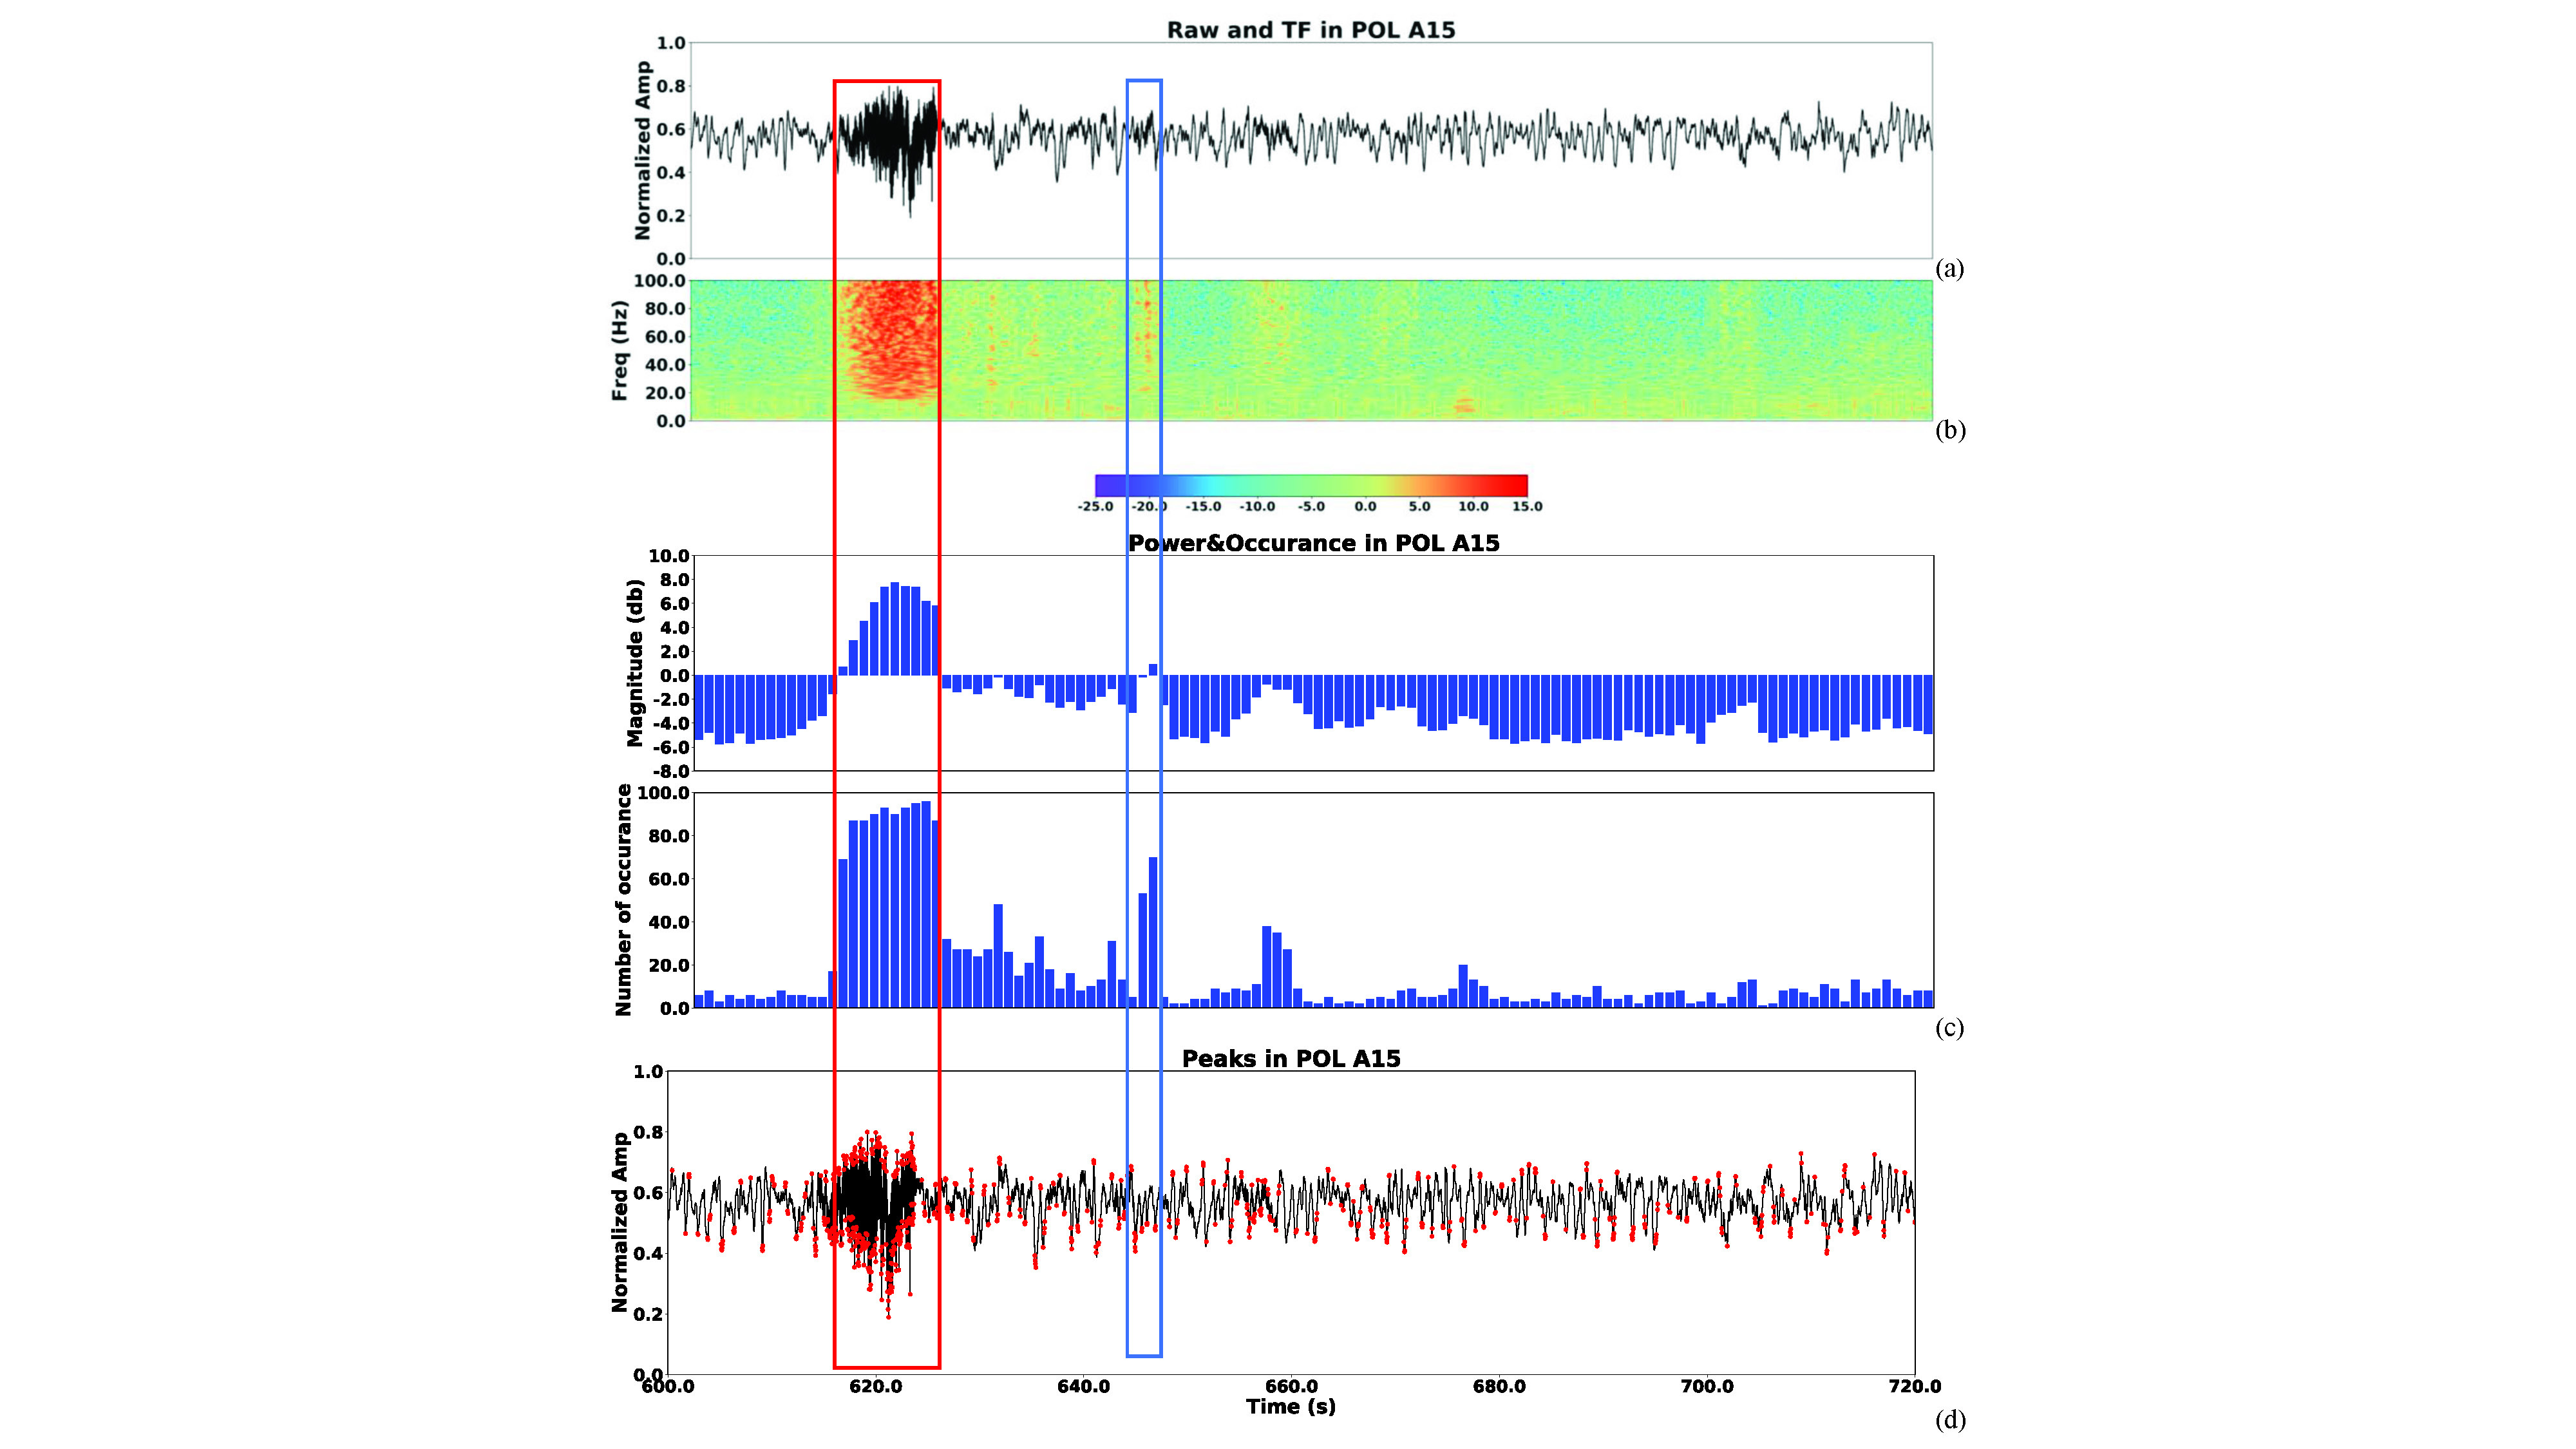 Raw and TF in POL A15
Normalized Amp
1.0
0.8
0.6
0.4
0.2
0.0
(a)
Freq (Hz)
100.0
80.0
60.0
40.0
20.0
0.0
(b)
-25.0 -20.0 -15.0 -10.0 -5.0 0.0 5.0 10.0 15.0
Power&Occurance in POL A15
Magnitude (db)
10.0
8.0
6.0
4.0
2.0
0.0
-2.0
-4.0
-6.0
-8.0
Number of occurance
100.0
80.0
60.0
40.0
20.0
0.0
(c)
Peaks in POL A15
Normalized Amp
1.0
0.8
0.6
0.4
0.2
0.0
600.0 620.0 640.0 660.0 680.0 700.0 720.0
Time (s)
(d)